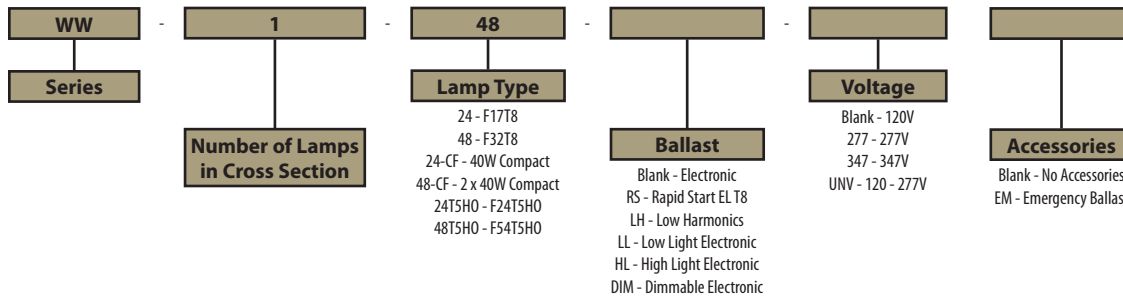 WW - 1 - 48 - -
Series
Number of Lamps
in Cross Section
Lamp Type
24 - F17T8
48 - F32T8
24-CF - 40W Compact
48-CF - 2 x 40W Compact
24T5HO - F24T5HO
48T5HO - F54T5HO
Ballast
Blank - Electronic
RS - Rapid Start EL T8
LH - Low Harmonics
LL - Low Light Electronic
HL - High Light Electronic
DIM - Dimmable Electronic
Voltage
Blank - 120V
277 - 277V
347 - 347V
UNV - 120 - 277V
Accessories
Blank - No Accessories
EM - Emergency Ballas